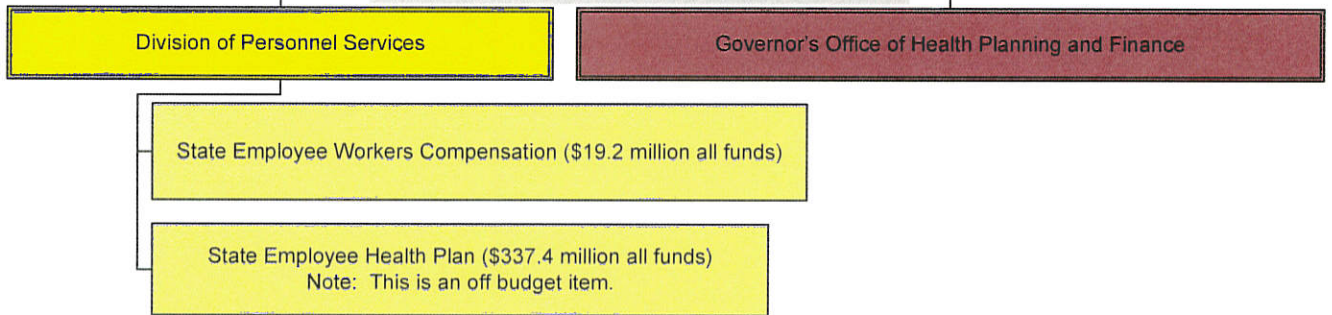 Division of Personnel Services
Governor's Office of Health Planning and Finance
State Employee Workers Compensation ($19.2 million all funds)
State Employee Health Plan ($337.4 million all funds)
Note: This is an off budget item.